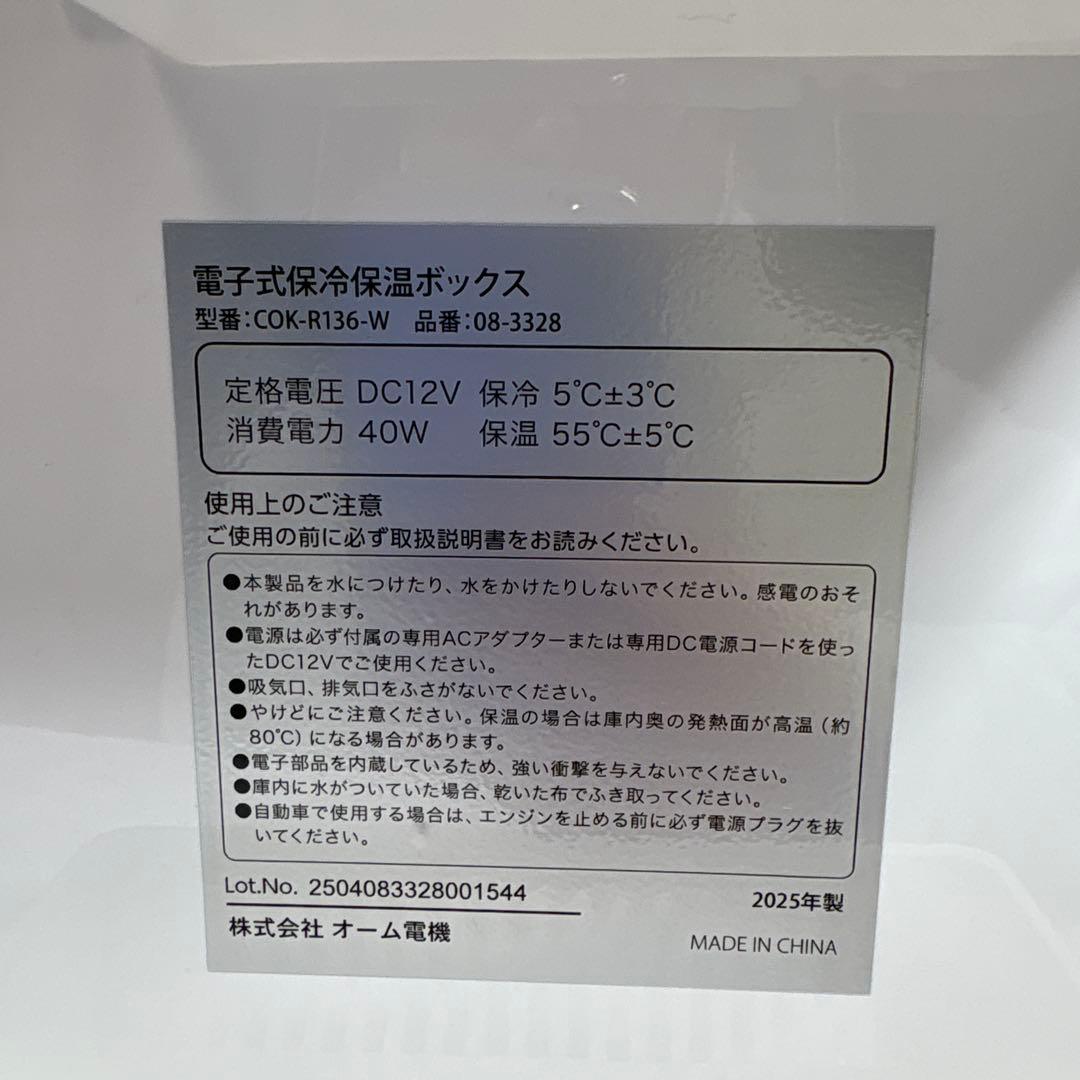 電子式保冷保温ボックス
型番:COK-R136-W 品番:08-3328
定格電圧 DC12V 保冷 5℃±3℃
消費電力 40W 保温 55℃±5℃
使用上のご注意
ご使用の前に必ず取扱説明書をお読みください。
●本製品を水につけたり、水をかけたりしないでください。感電のおそ
れがあります。
●電源は必ず付属の専用ACアダプターまたは専用DC電源コードを使っ
たDC12Vでご使用ください。
●吸気口、排気口をふさがないでください。
●やけどにご注意ください。保温の場合は庫内奥の発熱面が高温(約
80℃)になる場合があります。
●電子部品を内蔵しているため、強い衝撃を与えないでください。
●庫内に水がついていた場合、乾いた布でふき取ってください。
●自動車で使用する場合は、エンジンを止める前に必ず電源プラグを抜
いてください。
Lot.No. 2504083328001544
2025年製
株式会社 オーム電機
MADE IN CHINA